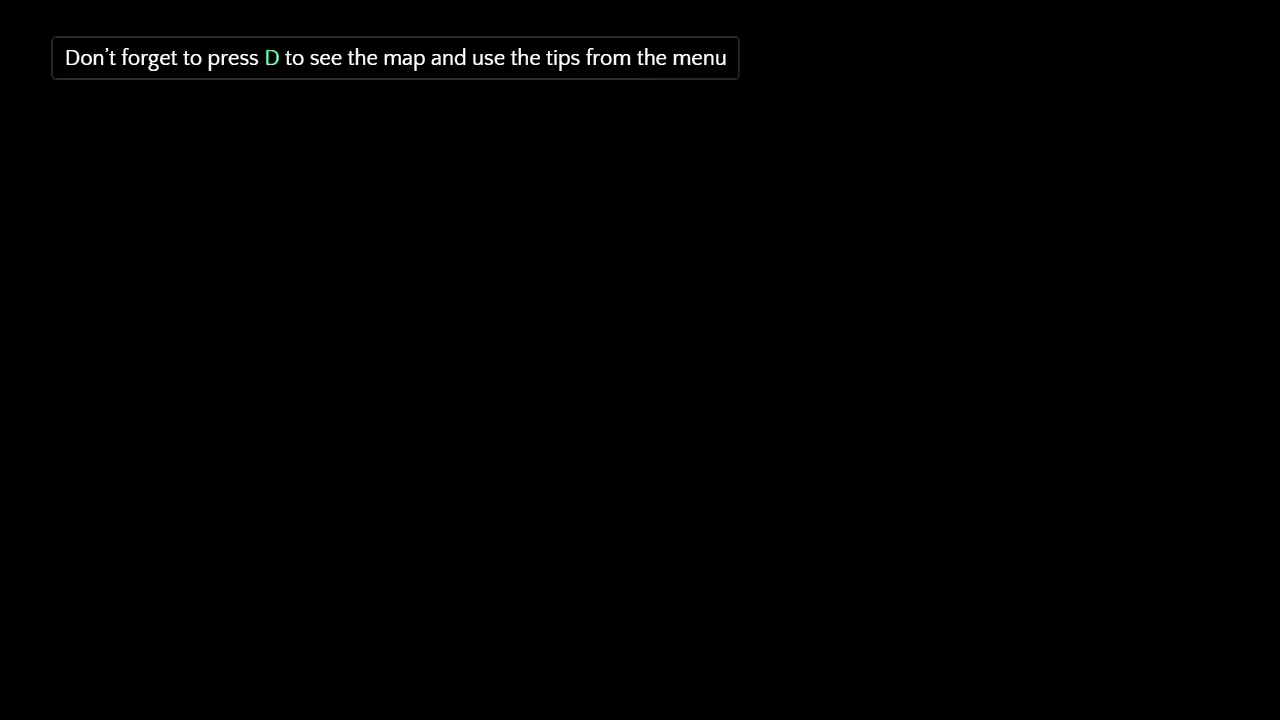 Don't forget to press D to see the map and use the tips from the menu